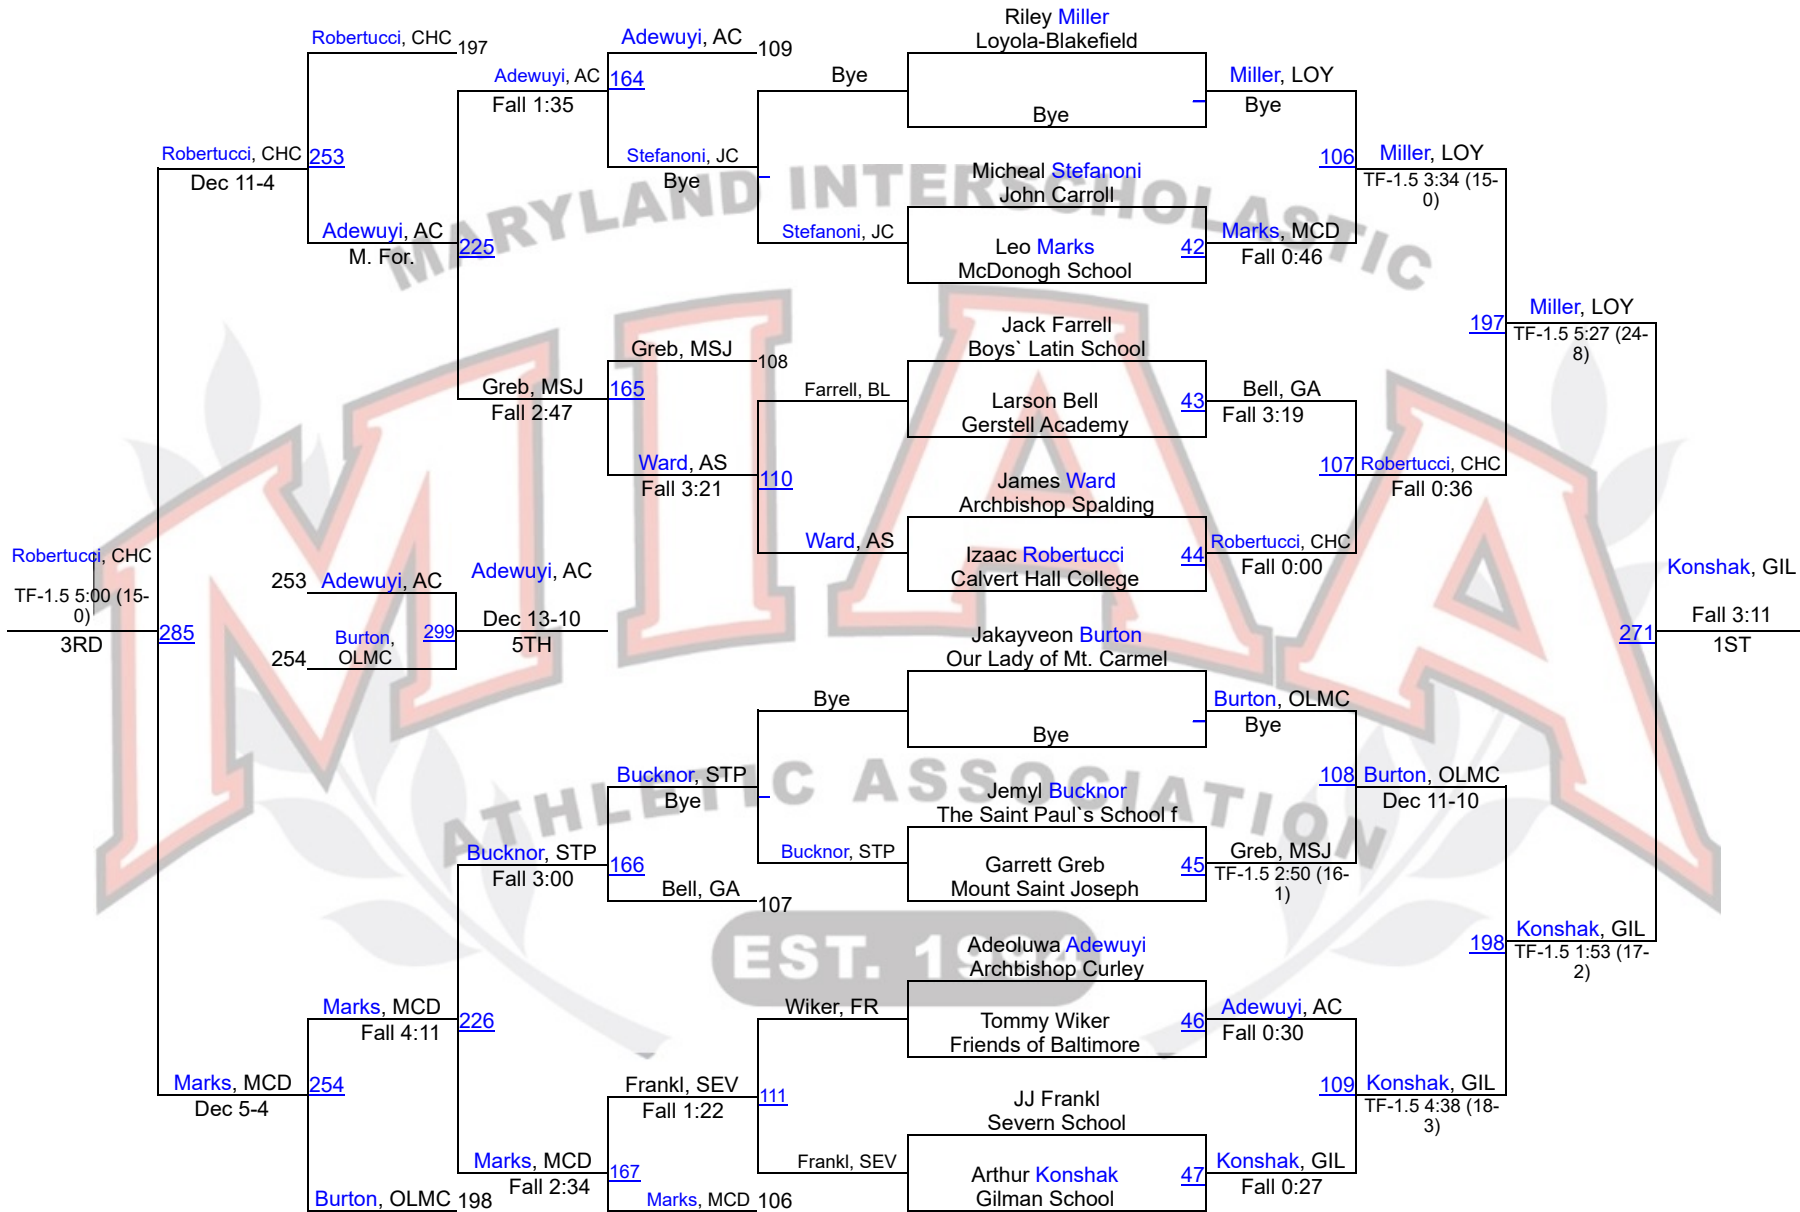 Riley Miller
Loyola-Blakefield
Robertucci, CHC 197
Adewuyi, AC 109
Adewuyi, AC 164
Fall 1:35
Bye
Miller, LOY
Bye
Bye
Robertucci, CHC 253
Dec 11-4
Stefanoni, JC
Bye
Micheal Stefanoni
John Carroll
106 Miller, LOY
TF-1.5 3:34 (15-
0)
MARYLAND INTERSCHOLASTIC
Adewuyi, AC
M. For.
225
Stefanoni, JC
Leo Marks
McDonogh School
42
Marks, MCD
Fall 0:46
Jack Farrell
Boys` Latin School
197
Miller, LOY
TF-1.5 5:27 (24-
8)
Greb, MSJ 108
Greb, MSJ 165
Fall 2:47
Farrell, BL
Larson Bell
Gerstell Academy
43
Bell, GA
Fall 3:19
Ward, AS
Fall 3:21
110
James Ward
Archbishop Spalding
107 Robertucci, CHC
Fall 0:36
Ward, AS
Izaac Robertucci
Calvert Hall College
44
Robertucci, CHC
Fall 0:00
MIAA
Robertucci, CHC
TF-1.5 5:00 (15-
0)
3RD
285
253 Adewuyi, AC
254 Burton,
OLMC
299
Adewuyi, AC
Dec 13-10
5TH
Konshak, GIL
271
Fall 3:11
1ST
Jakayveon Burton
Our Lady of Mt. Carmel
Bye
Bye
Burton, OLMC
Bye
Bucknor, STP
Bye
Jemyl Bucknor
The Saint Paul`s School f
108 Burton, OLMC
Dec 11-10
ATHLETIC ASSOCIATION
Bucknor, STP
Fall 3:00
166
Bucknor, STP
Garrett Greb
Mount Saint Joseph
45
Greb, MSJ
TF-1.5 2:50 (16-
1)
Bell, GA 107
EST. 1994
Adeoluwa Adewuyi
Archbishop Curley
198
Konshak, GIL
TF-1.5 1:53 (17-
2)
Marks, MCD
Fall 4:11
226
Wiker, FR
Tommy Wiker
Friends of Baltimore
46
Adewuyi, AC
Fall 0:30
Marks, MCD 254
Dec 5-4
Frankl, SEV
Fall 1:22
111
JJ Frankl
Severn School
109 Konshak, GIL
TF-1.5 4:38 (18-
3)
Marks, MCD
Fall 2:34
167
Frankl, SEV
Arthur Konshak
Gilman School
47
Konshak, GIL
Fall 0:27
Burton, OLMC 198
Marks, MCD 106